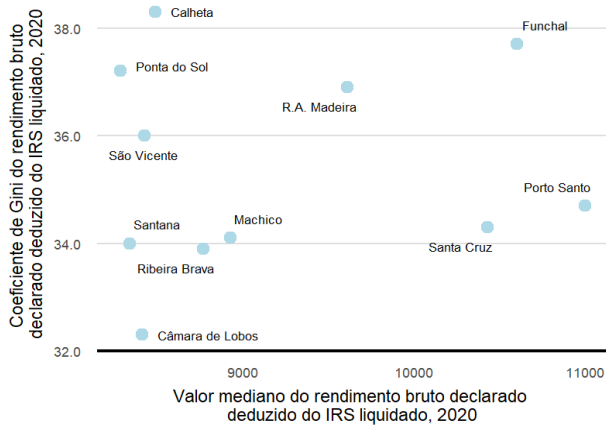 Coeficiente de Gini do rendimento bruto
declarado deduzido do IRS liquidado, 2020
38.0
36.0
34.0
32.0
Calheta
Funchal
Ponta do Sol
R.A. Madeira
São Vicente
Porto Santo
Santana
Machico
Santa Cruz
Ribeira Brava
Câmara de Lobos
9000
10000
11000
Valor mediano do rendimento bruto declarado
deduzido do IRS liquidado, 2020